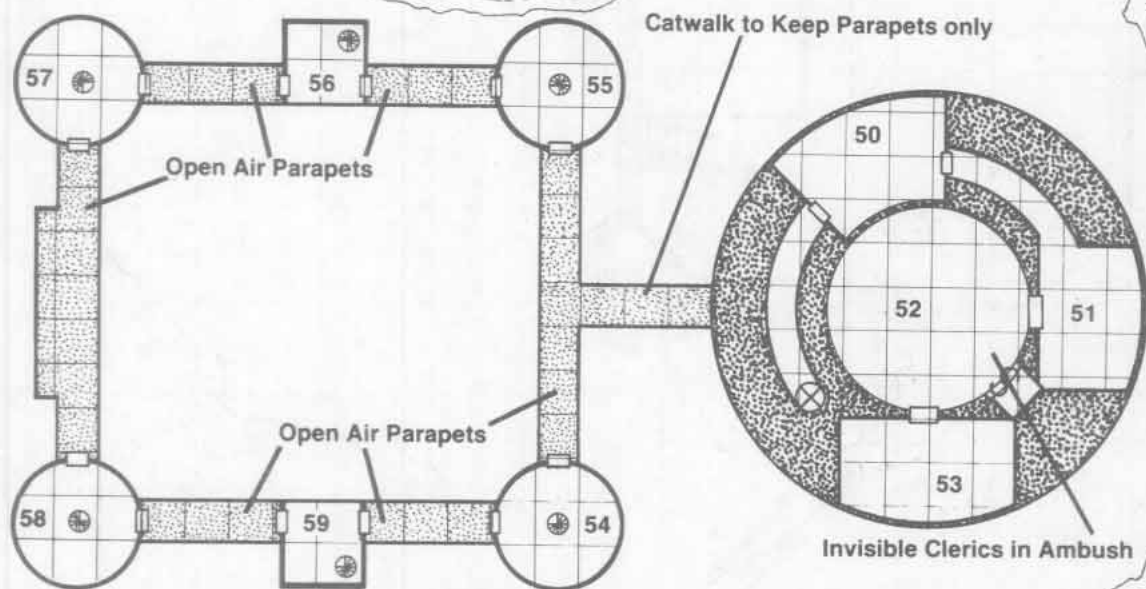 Catwalk to Keep Parapets only
57
56
55
50
Open Air Parapets
52
51
Open Air Parapets
53
58
59
54
Invisible Clerics in Ambush